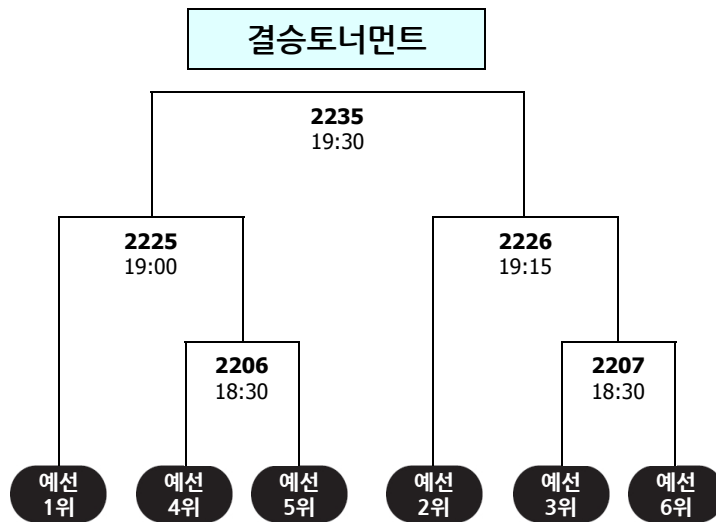 결승토너먼트
2235
19:30
2225
19:00
2226
19:15
2206
18:30
2207
18:30
예선
1위
예선
4위
예선
5위
예선
2위
예선
3위
예선
6위